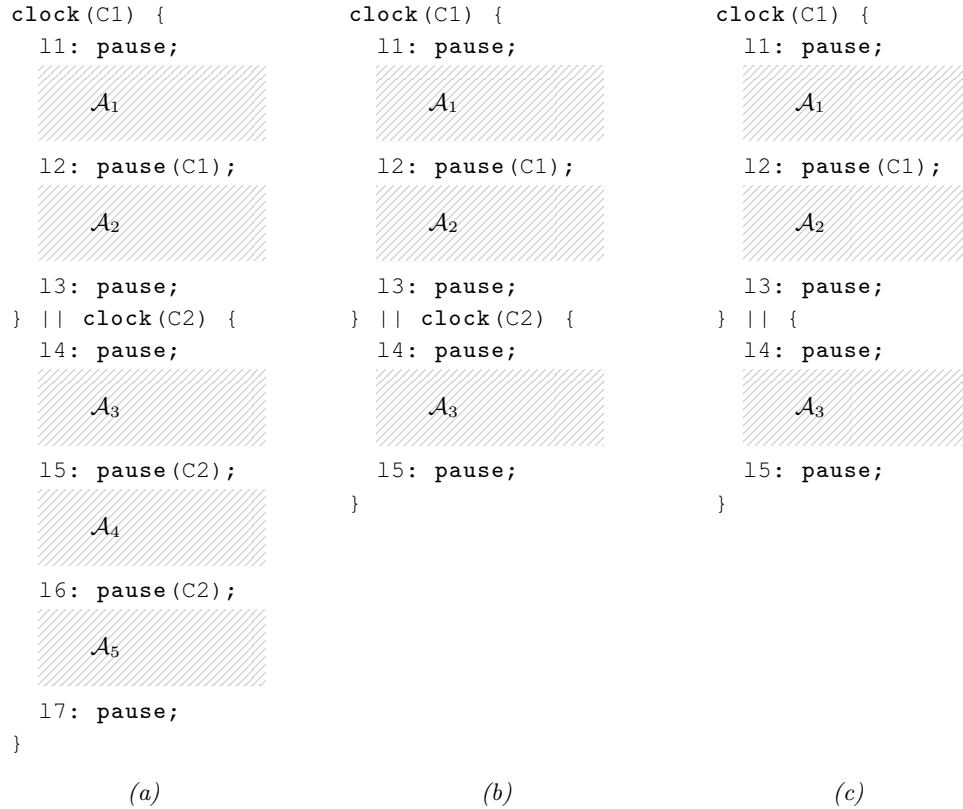 clock(C1) {
l1: pause;
𝒜₁
l2: pause(C1);
𝒜₂
l3: pause;
} || clock(C2) {
l4: pause;
𝒜₃
l5: pause(C2);
𝒜₄
l6: pause(C2);
𝒜₅
l7: pause;
}
(a)
clock(C1) {
l1: pause;
𝒜₁
l2: pause(C1);
𝒜₂
l3: pause;
} || clock(C2) {
l4: pause;
𝒜₃
l5: pause;
}
(b)
clock(C1) {
l1: pause;
𝒜₁
l2: pause(C1);
𝒜₂
l3: pause;
} || {
l4: pause;
𝒜₃
l5: pause;
}
(c)